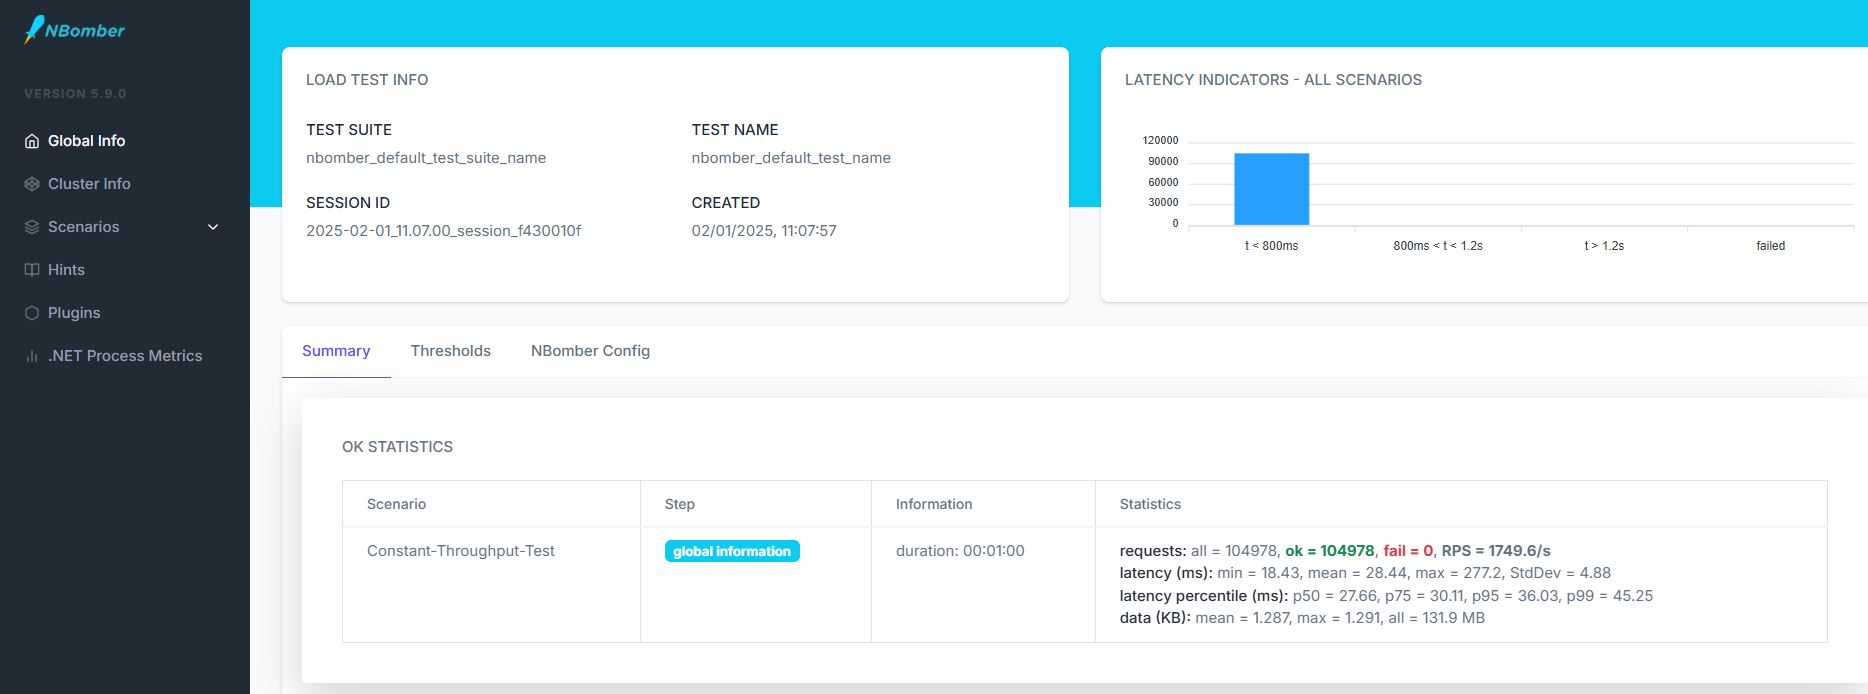 NBomber
VERSION 5.9.0
Global Info
Cluster Info
Scenarios
Hints
Plugins
.NET Process Metrics
LOAD TEST INFO
TEST SUITE
nbomber_default_test_suite_name
TEST NAME
nbomber_default_test_name
SESSION ID
2025-02-01_11.07.00_session_f430010f
CREATED
02/01/2025, 11:07:57
LATENCY INDICATORS - ALL SCENARIOS
120000
90000
60000
30000
0
t < 800ms
800ms < t < 1.2s
t > 1.2s
failed
Summary
Thresholds
NBomber Config
OK STATISTICS
Scenario
Step
Information
Statistics
Constant-Throughput-Test
global information
duration: 00:01:00
requests: all = 104978, ok = 104978, fail = 0, RPS = 1749.6/s
latency (ms): min = 18.43, mean = 28.44, max = 277.2, StdDev = 4.88
latency percentile (ms): p50 = 27.66, p75 = 30.11, p95 = 36.03, p99 = 45.25
data (KB): mean = 1.287, max = 1.291, all = 131.9 MB